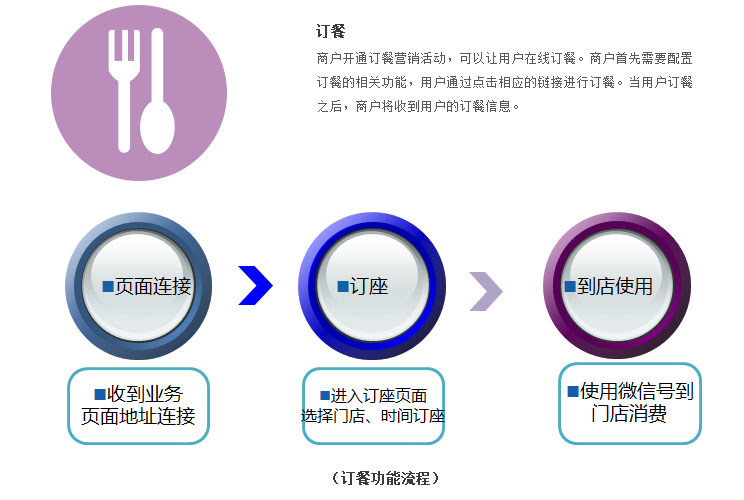 订餐
商户开通订餐营销活动，可以让用户在线订餐。商户首先需要配置
订餐的相关功能，用户通过点击相应的链接进行订餐。当用户订餐
之后，商户将收到用户的订餐信息。
■页面连接
■订座
■到店使用
■收到业务
页面地址连接
■进入订座页面
选择门店、时间订座
■使用微信号到
门店消费
（订餐功能流程）